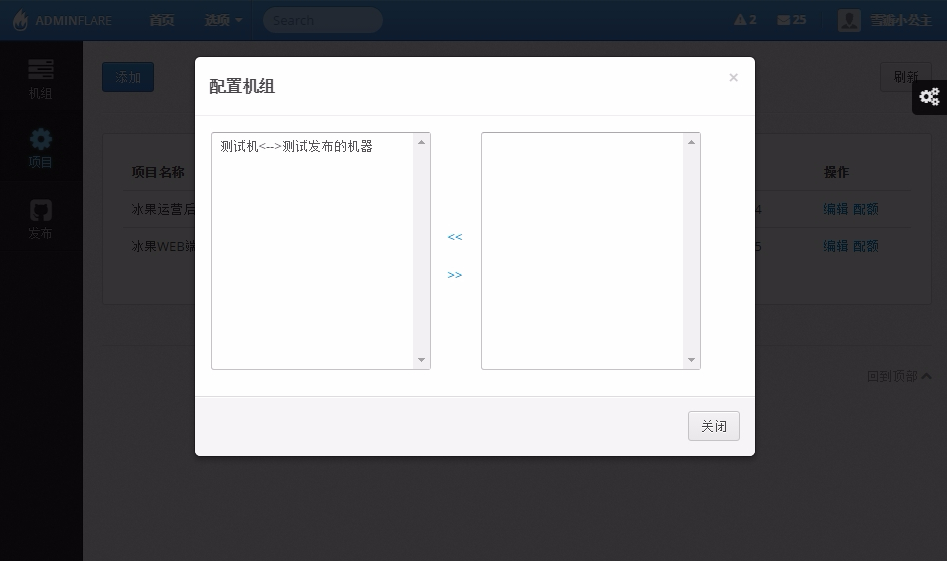 ADMINFLARE 首页 选项 Search 2 25 雪谣小公主
添加
刷新
机组
项目
发布
配置机组 ×
测试机<-->测试发布的机器
<<
>>
关闭
项目名称 操作
冰果运营后 4 编辑 配额
冰果WEB端 5 编辑 配额
回到顶部